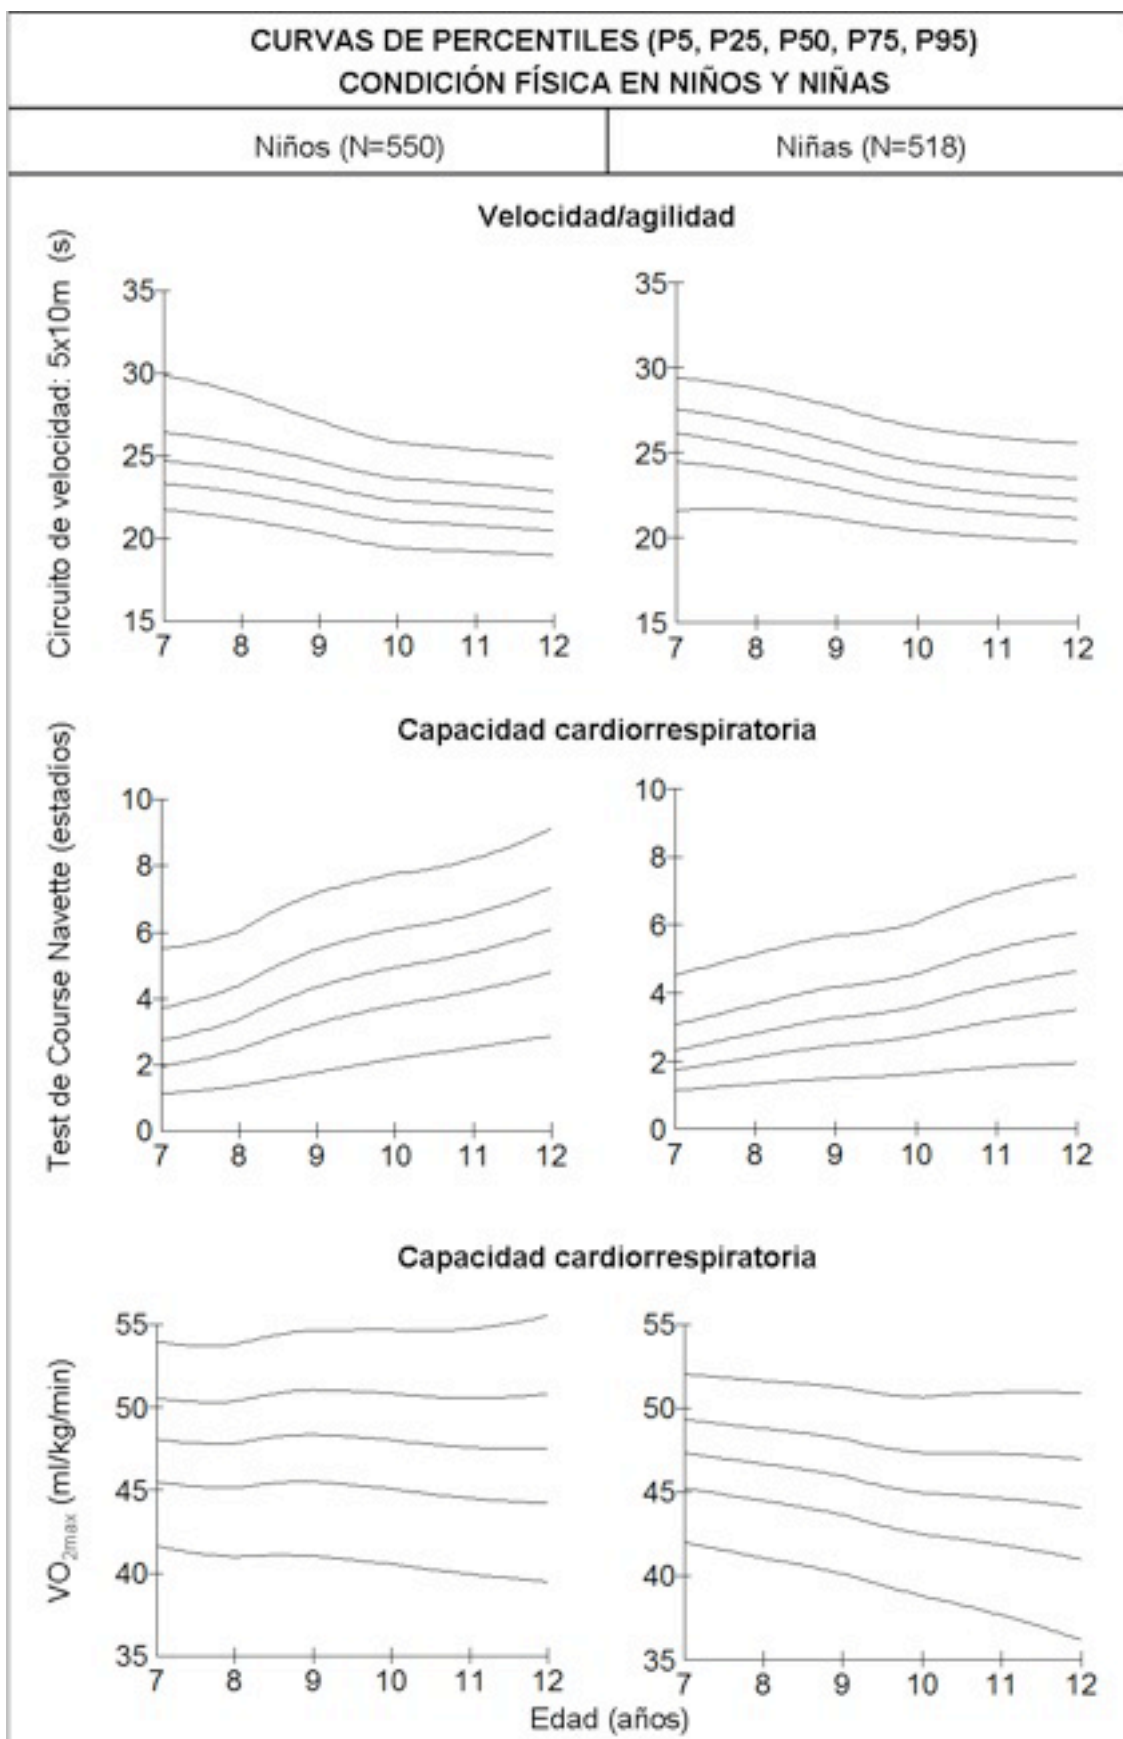 CURVAS DE PERCENTILES (P5, P25, P50, P75, P95)
CONDICIÓN FÍSICA EN NIÑOS Y NIÑAS
Niños (N=550)
Niñas (N=518)
Velocidad/agilidad
Circuito de velocidad: 5x10m (s)
35
30
25
20
15
7 8 9 10 11 12
35
30
25
20
15
7 8 9 10 11 12
Capacidad cardiorrespiratoria
Test de Course Navette (estadios)
10
8
6
4
2
0
7 8 9 10 11 12
10
8
6
4
2
0
7 8 9 10 11 12
Capacidad cardiorrespiratoria
VO2max (ml/kg/min)
55
50
45
40
35
7 8 9 10 11 12
55
50
45
40
35
7 8 9 10 11 12
Edad (años)